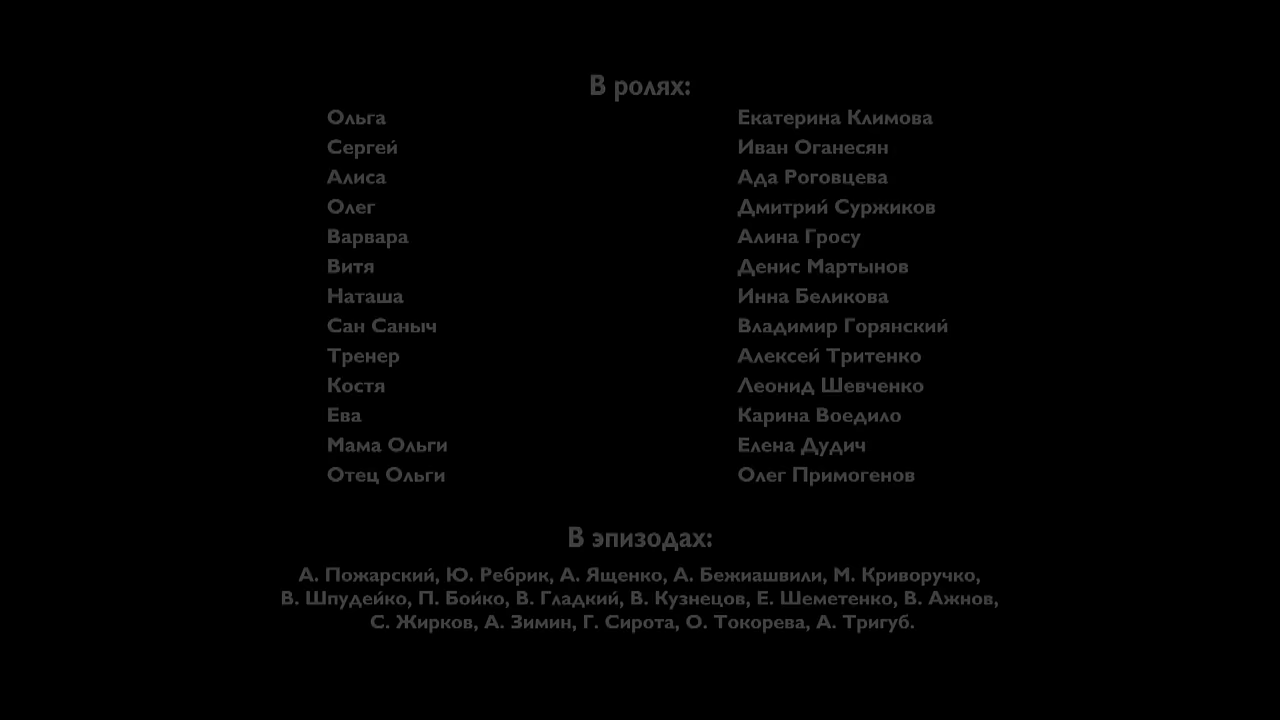 В ролях:
Ольга Екатерина Климова
Сергей Иван Оганесян
Алиса Ада Роговцева
Олег Дмитрий Суржиков
Варвара Алина Гросу
Витя Денис Мартынов
Наташа Инна Беликова
Сан Саныч Владимир Горянский
Тренер Алексей Тритенко
Костя Леонид Шевченко
Ева Карина Воедило
Мама Ольги Елена Дудич
Отец Ольги Олег Примогенов
В эпизодах:
А. Пожарский, Ю. Ребрик, А. Ященко, А. Бежиашвили, М. Криворучко,
В. Шпудейко, П. Бойко, В. Гладкий, В. Кузнецов, Е. Шеметенко, В. Ажнов,
С. Жирков, А. Зимин, Г. Сирота, О. Токорева, А. Тригуб.